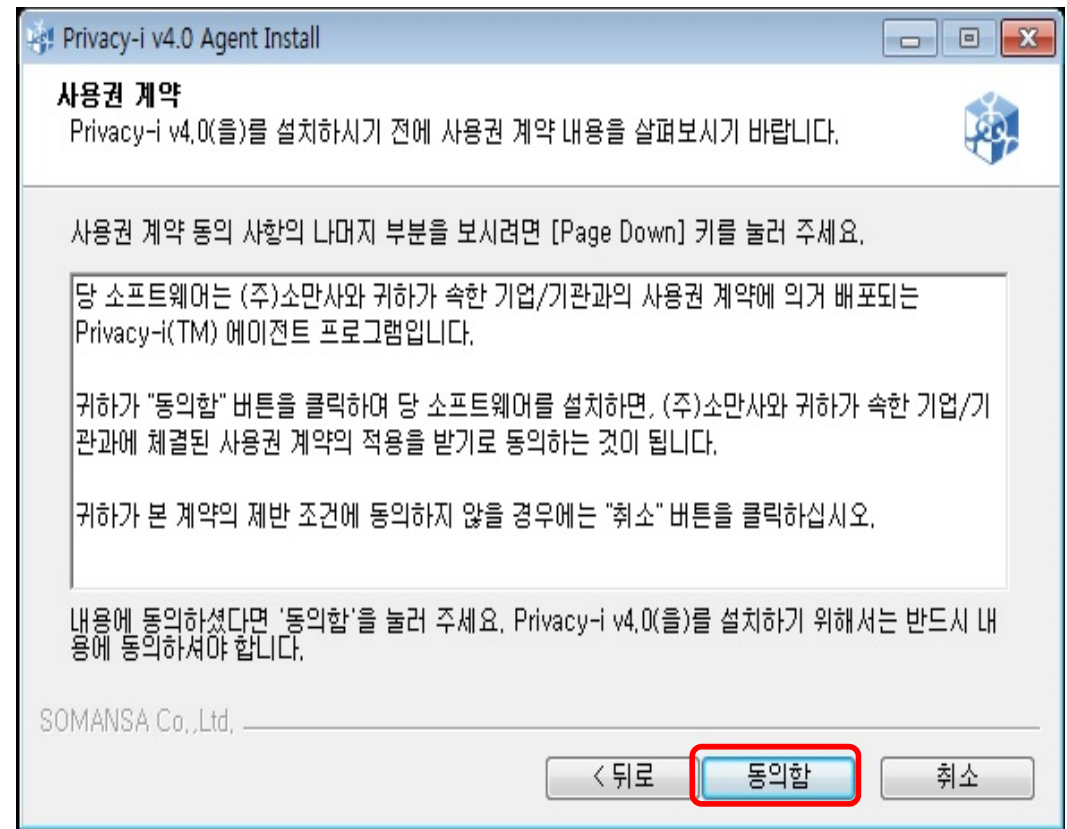 Privacy-i v4.0 Agent Install
사용권 계약
Privacy-i v4.0(을)를 설치하시기 전에 사용권 계약 내용을 살펴보시기 바랍니다.
사용권 계약 동의 사항의 나머지 부분을 보시려면 [Page Down] 키를 눌러 주세요.
당 소프트웨어는 (주)소만사와 귀하가 속한 기업/기관과의 사용권 계약에 의거 배포되는
Privacy-i(TM) 에이전트 프로그램입니다.
귀하가 "동의함" 버튼을 클릭하여 당 소프트웨어를 설치하면, (주)소만사와 귀하가 속한 기업/기
관과에 체결된 사용권 계약의 적용을 받기로 동의하는 것이 됩니다.
귀하가 본 계약의 제반 조건에 동의하지 않을 경우에는 "취소" 버튼을 클릭하십시오.
내용에 동의하셨다면 '동의함'을 눌러 주세요. Privacy-i v4.0(을)를 설치하기 위해서는 반드시 내
용에 동의하셔야 합니다.
SOMANSA Co.,Ltd.
< 뒤로 동의함 취소